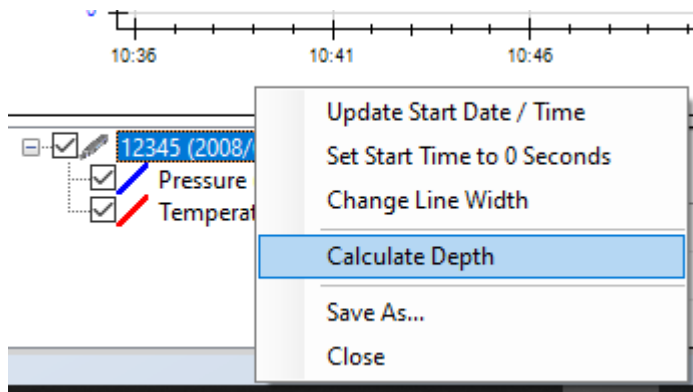 10:36 10:41 10:46
Update Start Date / Time
12345 (2008/
Set Start Time to 0 Seconds
Pressure
Change Line Width
Temperat
Calculate Depth
Save As...
Close